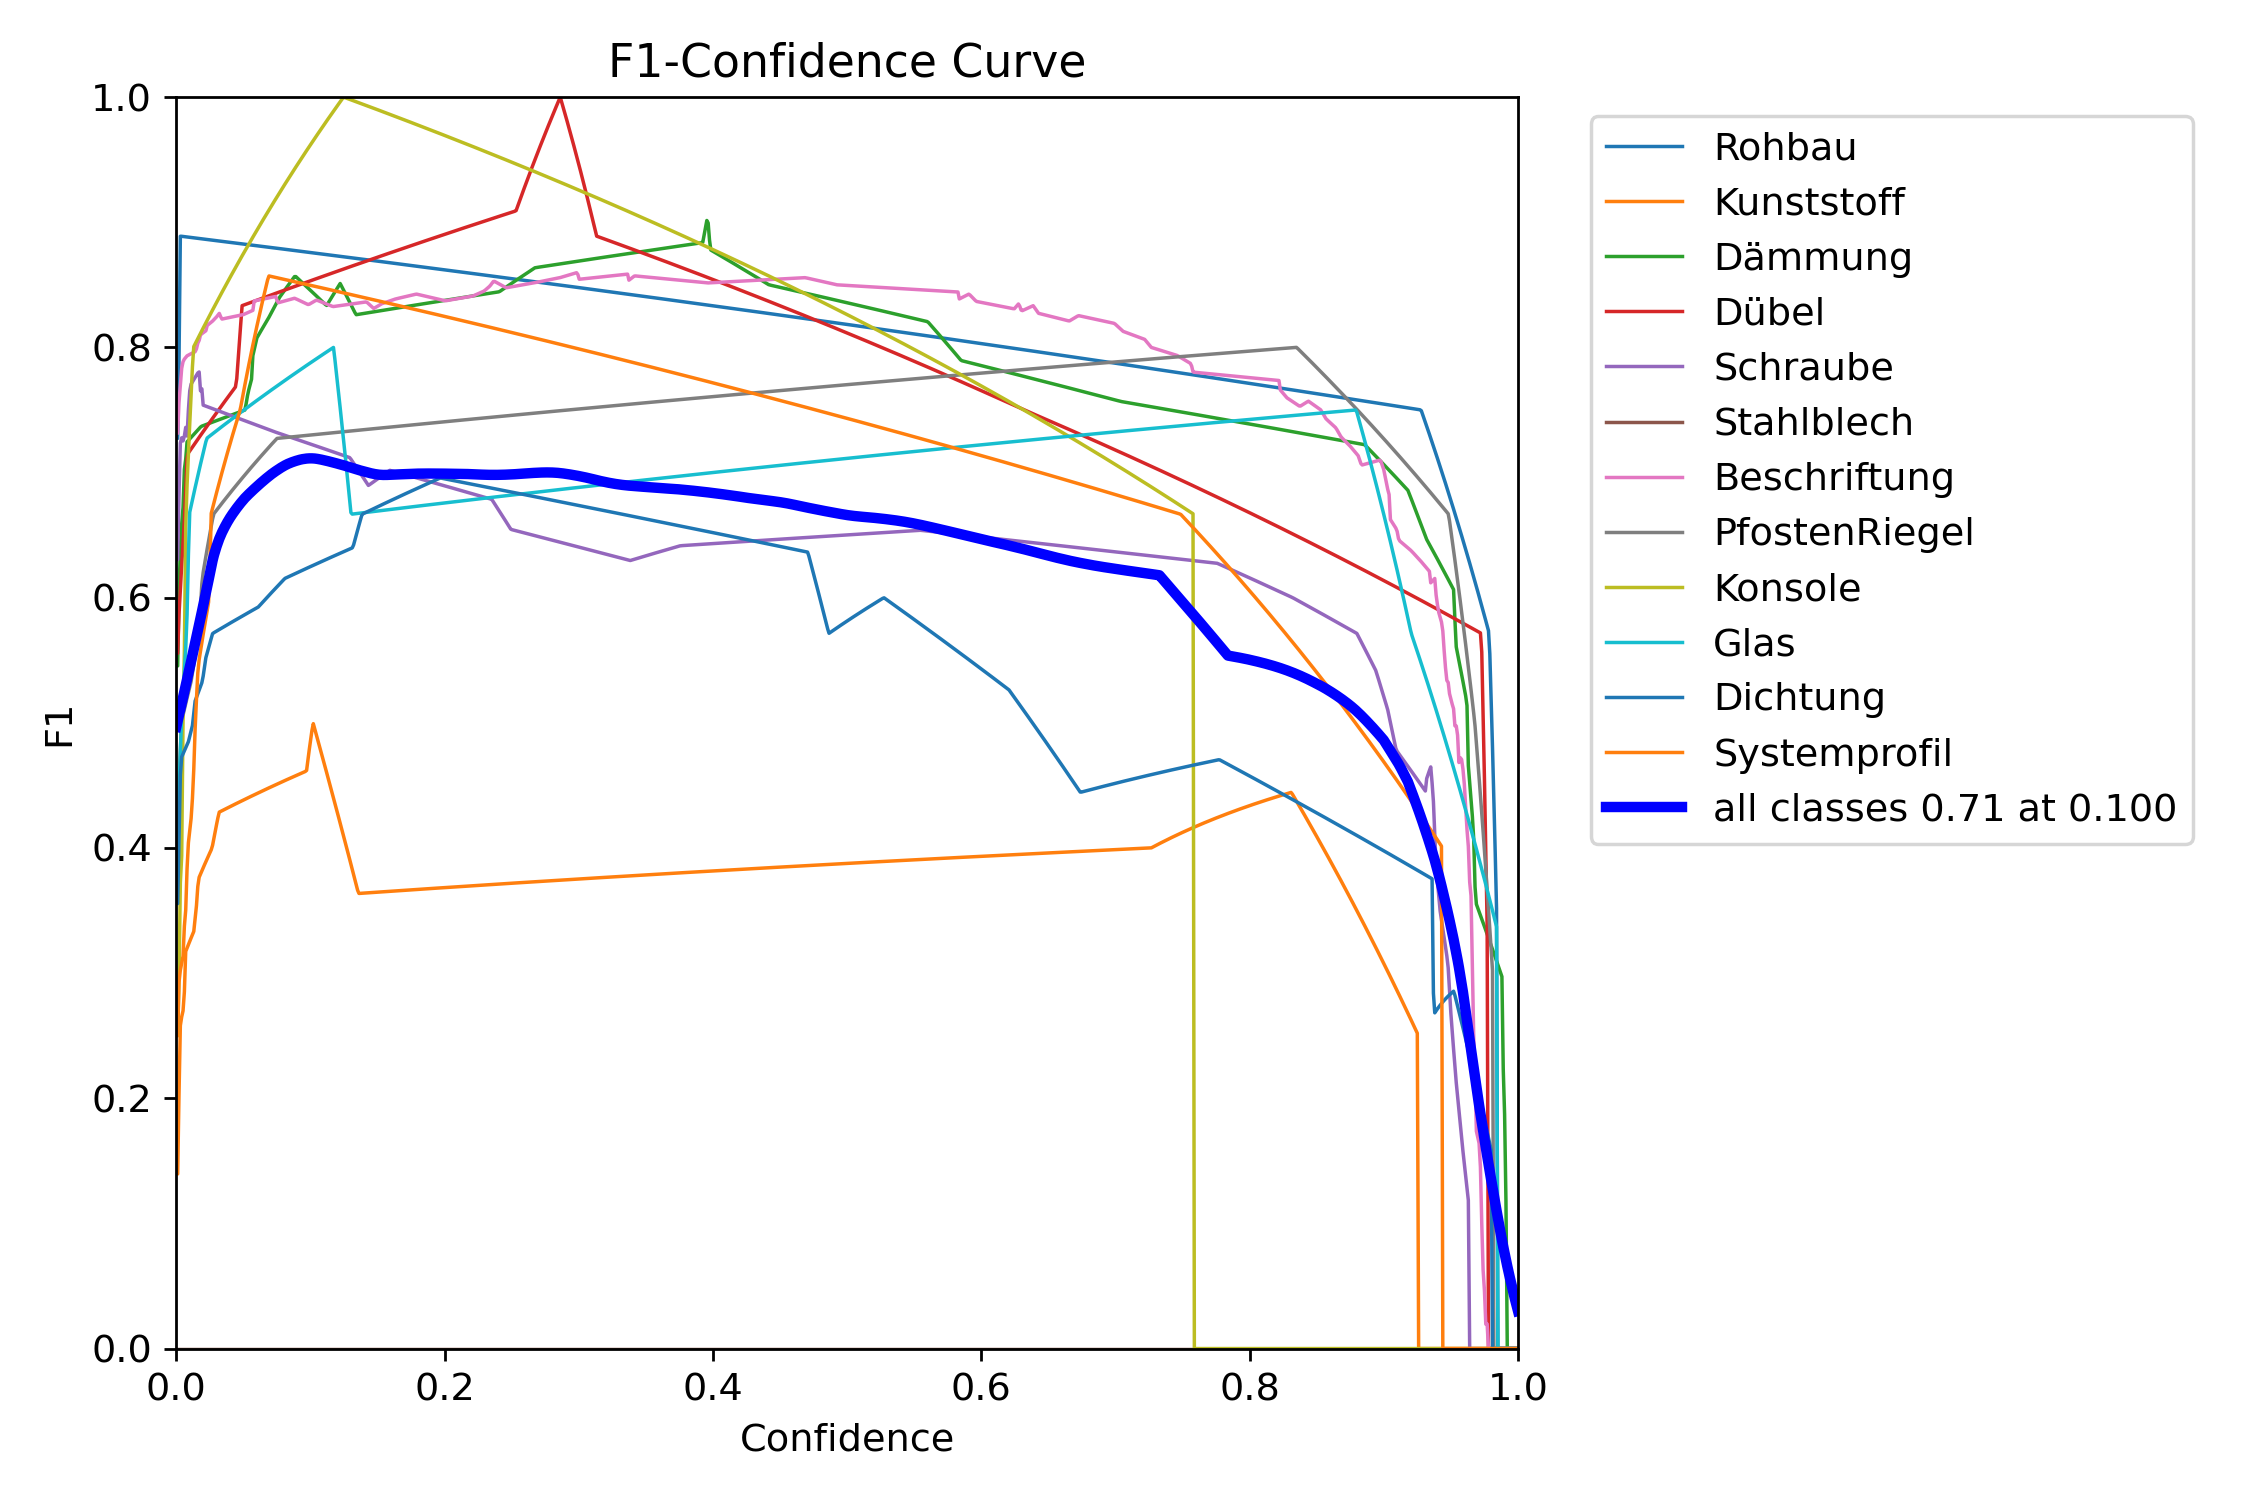 F1-Confidence Curve
1.0
0.8
0.6
0.4
0.2
0.0
F1
0.0 0.2 0.4 0.6 0.8 1.0
Confidence
Rohbau
Kunststoff
Dämmung
Dübel
Schraube
Stahlblech
Beschriftung
PfostenRiegel
Konsole
Glas
Dichtung
Systemprofil
all classes 0.71 at 0.100